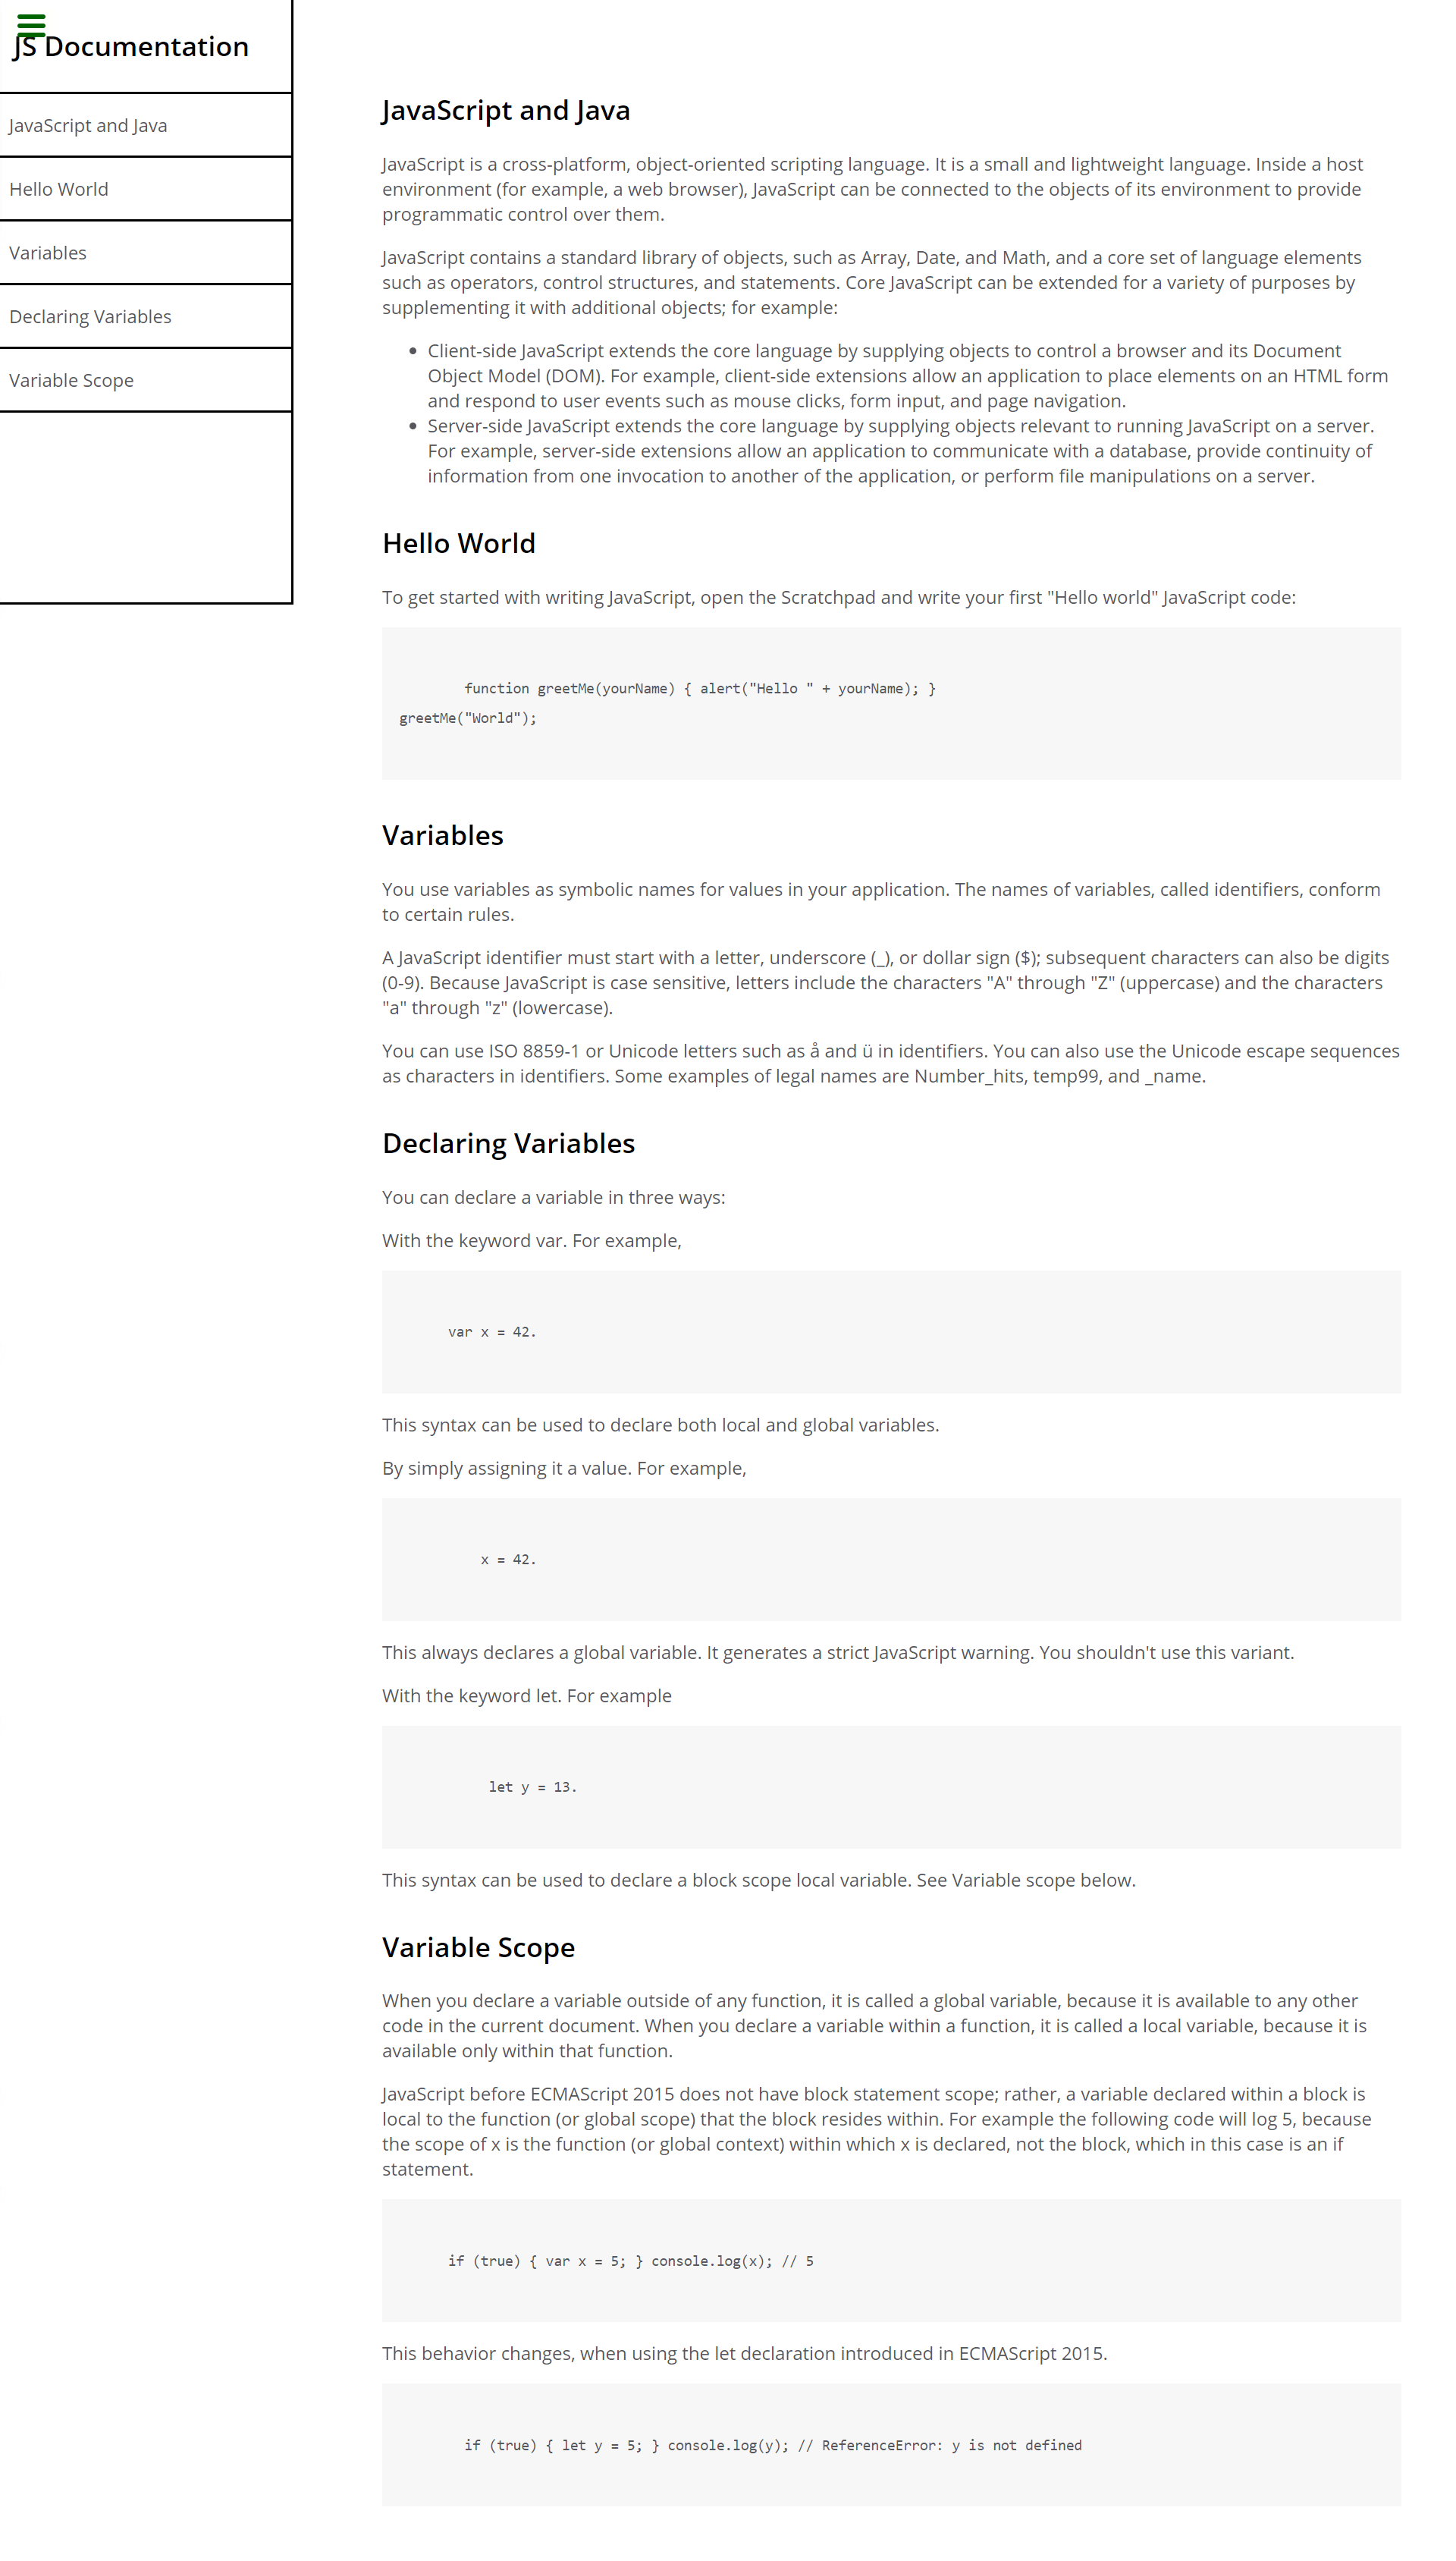 JS Documentation
JavaScript and Java
Hello World
Variables
Declaring Variables
Variable Scope
JavaScript and Java
JavaScript is a cross-platform, object-oriented scripting language. It is a small and lightweight language. Inside a host
environment (for example, a web browser), JavaScript can be connected to the objects of its environment to provide
programmatic control over them.
JavaScript contains a standard library of objects, such as Array, Date, and Math, and a core set of language elements
such as operators, control structures, and statements. Core JavaScript can be extended for a variety of purposes by
supplementing it with additional objects; for example:
• Client-side JavaScript extends the core language by supplying objects to control a browser and its Document
Object Model (DOM). For example, client-side extensions allow an application to place elements on an HTML form
and respond to user events such as mouse clicks, form input, and page navigation.
• Server-side JavaScript extends the core language by supplying objects relevant to running JavaScript on a server.
For example, server-side extensions allow an application to communicate with a database, provide continuity of
information from one invocation to another of the application, or perform file manipulations on a server.
Hello World
To get started with writing JavaScript, open the Scratchpad and write your first "Hello world" JavaScript code:
function greetMe(yourName) { alert("Hello " + yourName); }
greetMe("World");
Variables
You use variables as symbolic names for values in your application. The names of variables, called identifiers, conform
to certain rules.
A JavaScript identifier must start with a letter, underscore (_), or dollar sign ($); subsequent characters can also be digits
(0-9). Because JavaScript is case sensitive, letters include the characters "A" through "Z" (uppercase) and the characters
"a" through "z" (lowercase).
You can use ISO 8859-1 or Unicode letters such as å and ü in identifiers. You can also use the Unicode escape sequences
as characters in identifiers. Some examples of legal names are Number_hits, temp99, and _name.
Declaring Variables
You can declare a variable in three ways:
With the keyword var. For example,
var x = 42.
This syntax can be used to declare both local and global variables.
By simply assigning it a value. For example,
x = 42.
This always declares a global variable. It generates a strict JavaScript warning. You shouldn't use this variant.
With the keyword let. For example
let y = 13.
This syntax can be used to declare a block scope local variable. See Variable scope below.
Variable Scope
When you declare a variable outside of any function, it is called a global variable, because it is available to any other
code in the current document. When you declare a variable within a function, it is called a local variable, because it is
available only within that function.
JavaScript before ECMAScript 2015 does not have block statement scope; rather, a variable declared within a block is
local to the function (or global scope) that the block resides within. For example the following code will log 5, because
the scope of x is the function (or global context) within which x is declared, not the block, which in this case is an if
statement.
if (true) { var x = 5; } console.log(x); // 5
This behavior changes, when using the let declaration introduced in ECMAScript 2015.
if (true) { let y = 5; } console.log(y); // ReferenceError: y is not defined